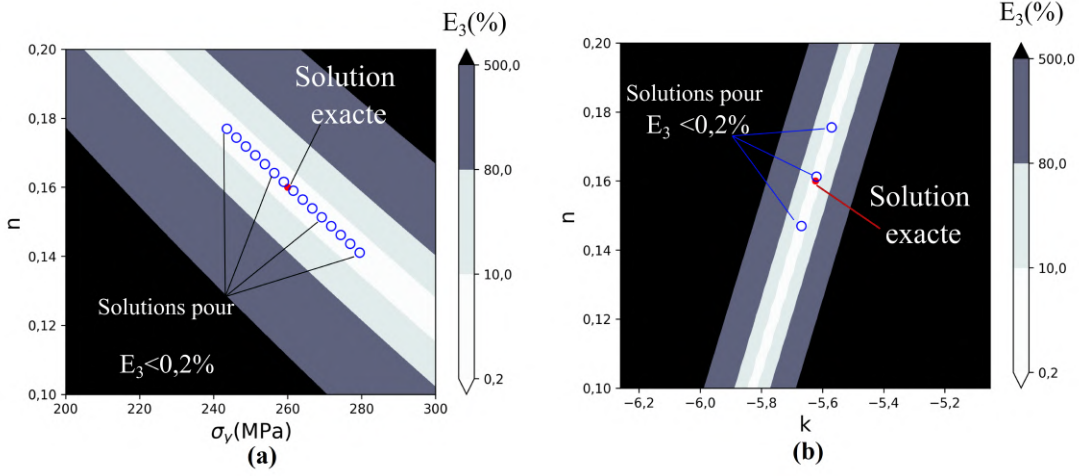 E₃(%)
0,20
0,18
0,16
0,14
0,12
0,10
n
200
220
240
260
280
300
σᵧ(MPa)
Solution
exacte
Solutions pour
E₃<0,2%
500,0
80,0
10,0
0,2
(a)
E₃(%)
0,20
0,18
0,16
0,14
0,12
0,10
n
−6,2
−6,0
−5,8
−5,6
−5,4
−5,2
k
Solutions pour
E₃ <0,2%
Solution
exacte
500,0
80,0
10,0
0,2
(b)